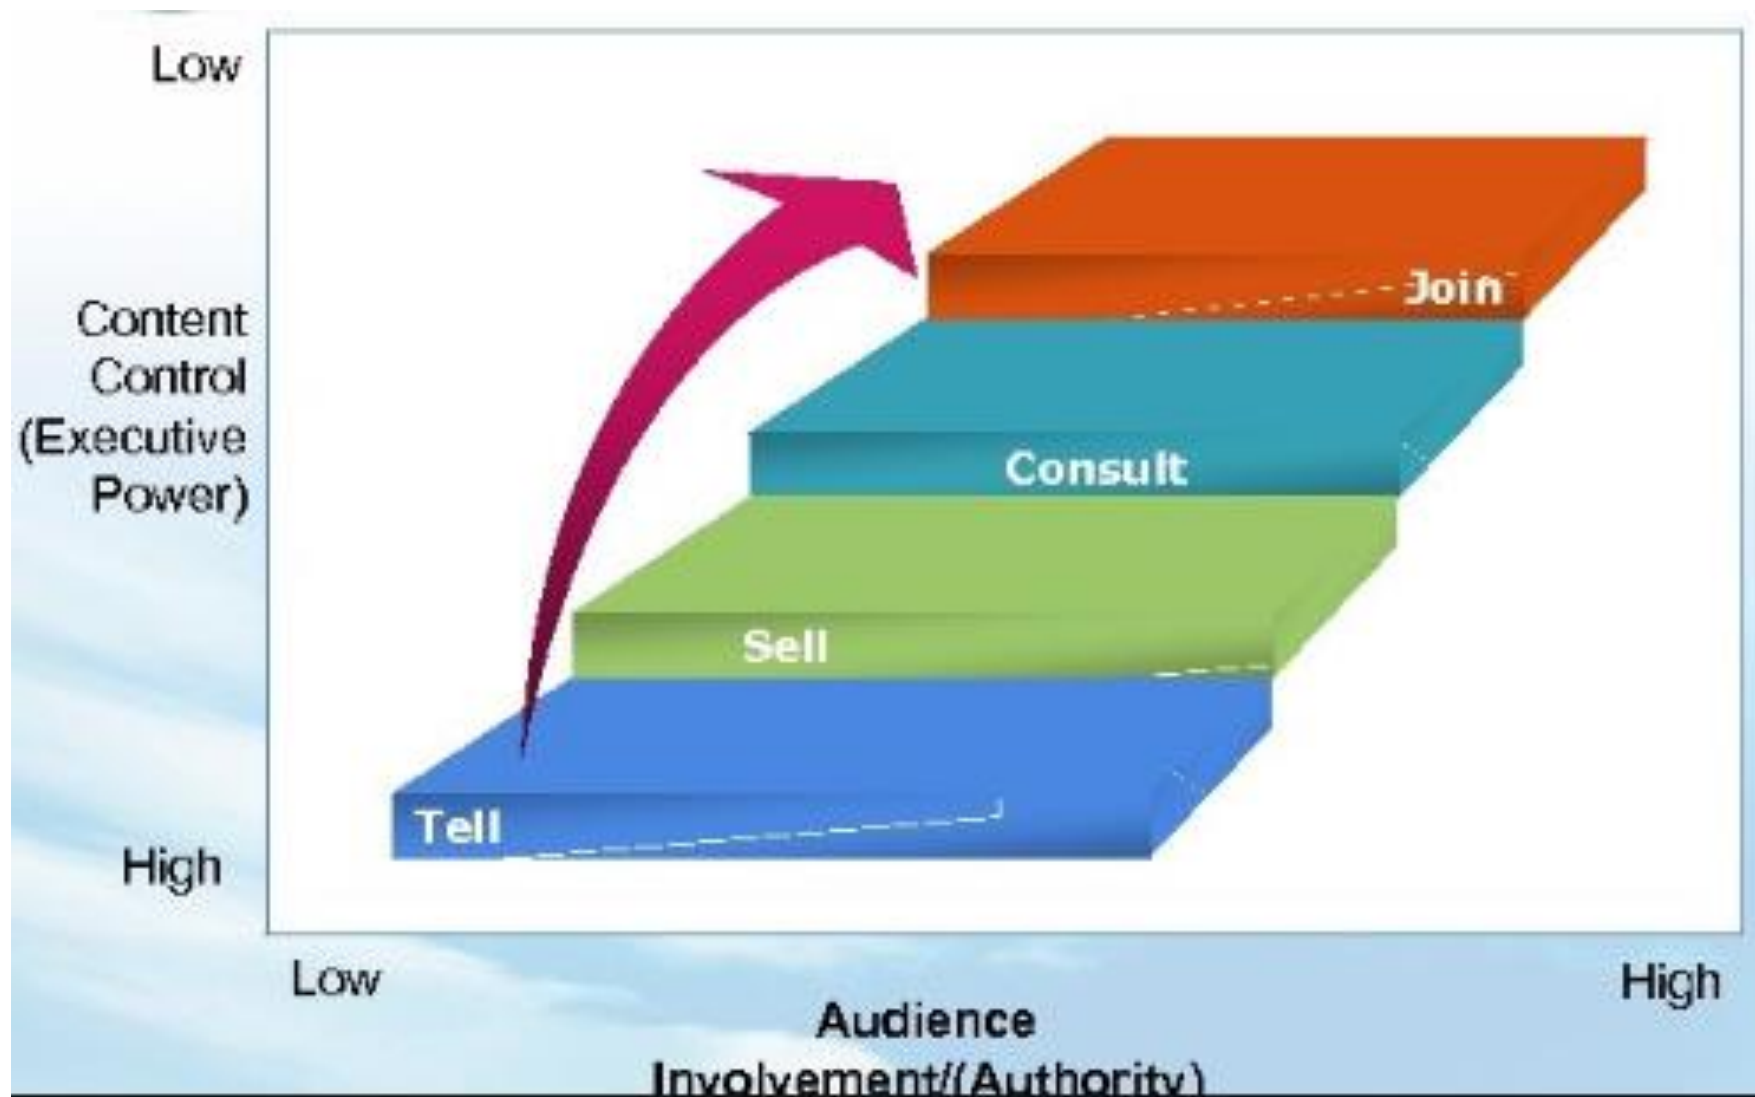 Low
Content
Control
(Executive
Power)
High
Join
Consult
Sell
Tell
Low
High
Audience
Involvement/(Authority)